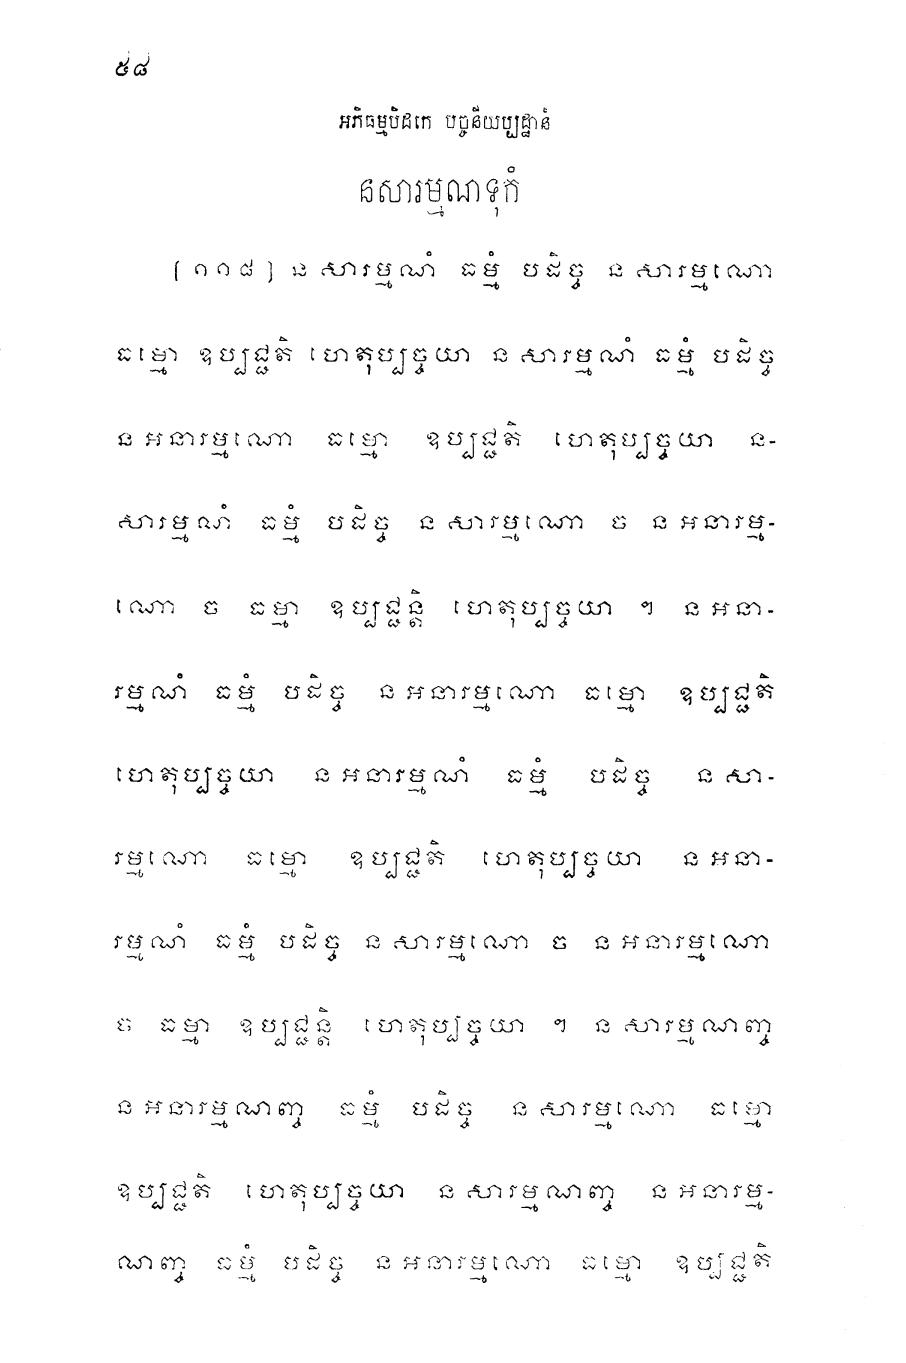 ៥៨
អភិធម្មបិដកេ បច្ចនីយប្បដ្ឋានំ
នសារម្មណទុកំ
[១០៨] ន សារម្មណំ ធម្មំ បដិច្ច ន សារម្មណោ
ធម្មោ ឧប្បជ្ជតិ ហេតុប្បច្ចយា ន សារម្មណំ ធម្មំ បដិច្ច
ន អនារម្មណោ ធម្មោ ឧប្បជ្ជតិ ហេតុប្បច្ចយា ន-
សារម្មណំ ធម្មំ បដិច្ច ន សារម្មណោ ច ន អនារម្ម-
ណោ ច ធម្មា ឧប្បជ្ជន្តិ ហេតុប្បច្ចយា ។ ន អនា-
រម្មណំ ធម្មំ បដិច្ច ន អនារម្មណោ ធម្មោ ឧប្បជ្ជតិ
ហេតុប្បច្ចយា ន អនារម្មណំ ធម្មំ បដិច្ច ន សា-
រម្មណោ ធម្មោ ឧប្បជ្ជតិ ហេតុប្បច្ចយា ន អនា-
រម្មណំ ធម្មំ បដិច្ច ន សារម្មណោ ច ន អនារម្មណោ
ច ធម្មា ឧប្បជ្ជន្តិ ហេតុប្បច្ចយា ។ ន សារម្មណញ្ច
ន អនារម្មណញ្ច ធម្មំ បដិច្ច ន សារម្មណោ ធម្មោ
ឧប្បជ្ជតិ ហេតុប្បច្ចយា ន សារម្មណញ្ច ន អនារម្ម-
ណញ្ច ធម្មំ បដិច្ច ន អនារម្មណោ ធម្មោ ឧប្បជ្ជតិ